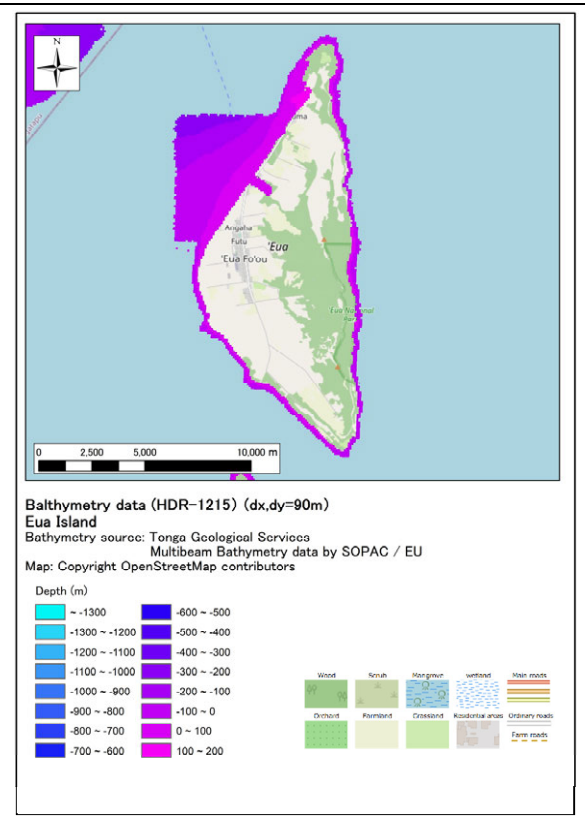 N
Angaha
Futu
'Eua
'Eua Fo'ou
0 2,500 5,000 10,000 m
Balthymetry data (HDR-1215) (dx,dy=90m)
Eua Island
Bathymetry source: Tonga Geological Services
Multibeam Bathymetry data by SOPAC / EU
Map: Copyright OpenStreetMap contributors
Depth (m)
~ -1300 -600 ~ -500
-1300 ~ -1200 -500 ~ -400
-1200 ~ -1100 -400 ~ -300
-1100 ~ -1000 -300 ~ -200
-1000 ~ -900 -200 ~ -100
-900 ~ -800 -100 ~ 0
-800 ~ -700 0 ~ 100
-700 ~ -600 100 ~ 200
Wood Scrub Mangrove wetland Main roads
Orchard Farmland Grassland Residential areas Ordinary roads
Farm roads